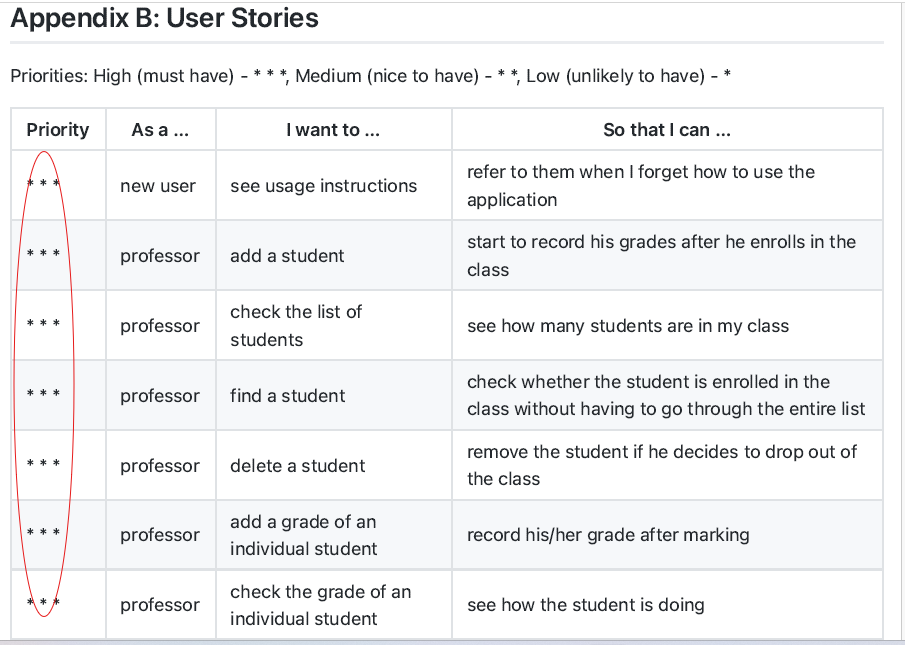 Appendix B: User Stories
Priorities: High (must have) - * * *, Medium (nice to have) - * *, Low (unlikely to have) - *
Priority As a ... I want to ... So that I can ...
* * * new user see usage instructions refer to them when I forget how to use the
application
* * * professor add a student start to record his grades after he enrolls in the
class
* * * professor check the list of
students see how many students are in my class
* * * professor find a student check whether the student is enrolled in the
class without having to go through the entire list
* * * professor delete a student remove the student if he decides to drop out of
the class
* * * professor add a grade of an
individual student record his/her grade after marking
* * * professor check the grade of an
individual student see how the student is doing